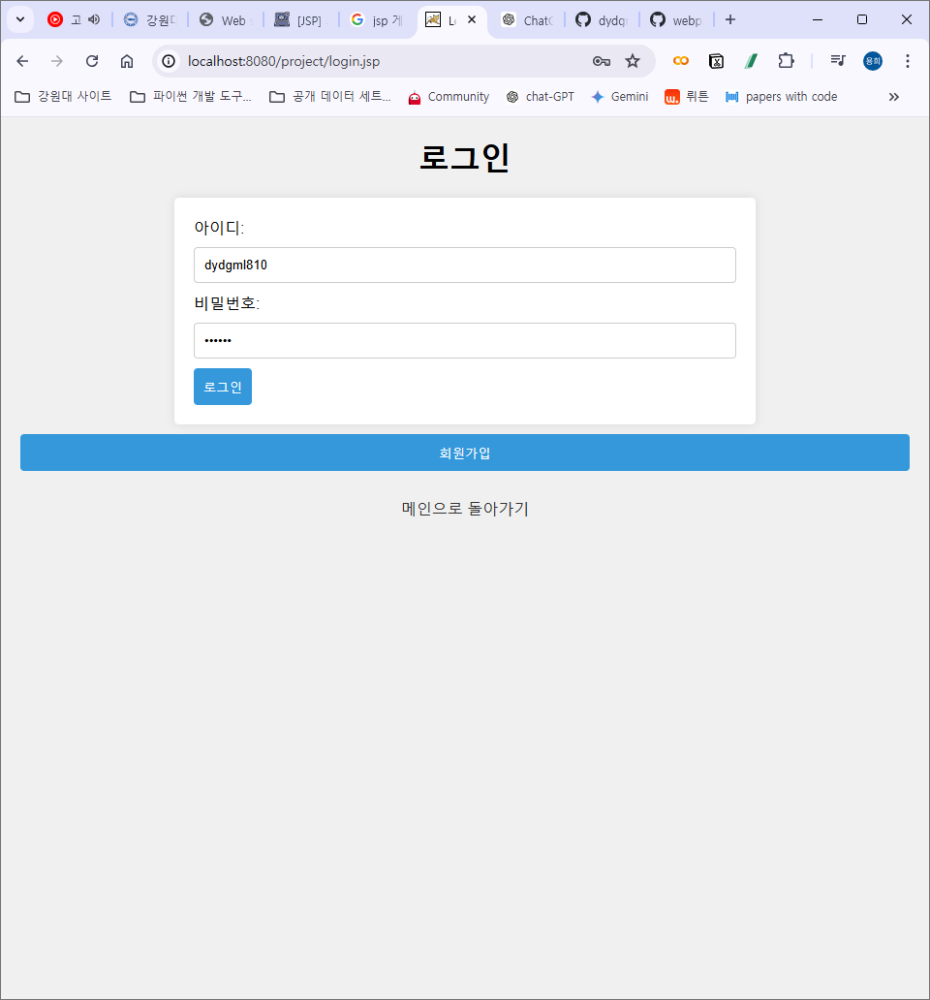 고
강원대
Web
[JSP]
jsp 게
Lo
ChatG
dydg
webp
localhost:8080/project/login.jsp
용희
강원대 사이트
파이썬 개발 도구...
공개 데이터 세트...
Community
chat-GPT
Gemini
w.
뤼튼
papers with code
로그인
아이디:
dydgml810
비밀번호:
••••••
로그인
회원가입
메인으로 돌아가기